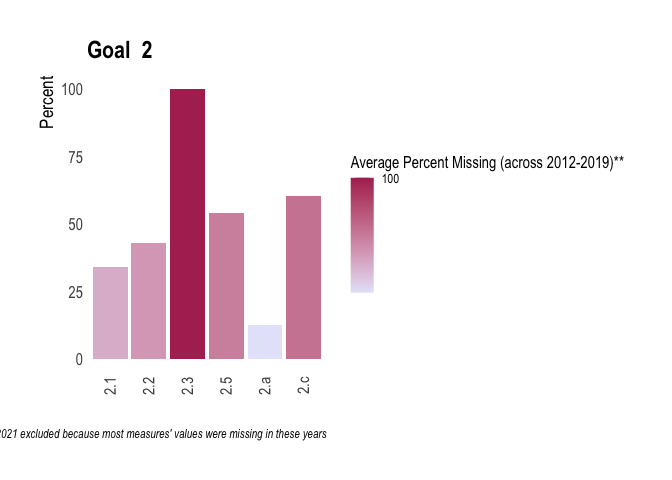 Goal 2
Percent
100
75
50
25
0
2.1
2.2
2.3
2.5
2.a
2.c
Average Percent Missing (across 2012-2019)**
100
2021 excluded because most measures' values were missing in these years